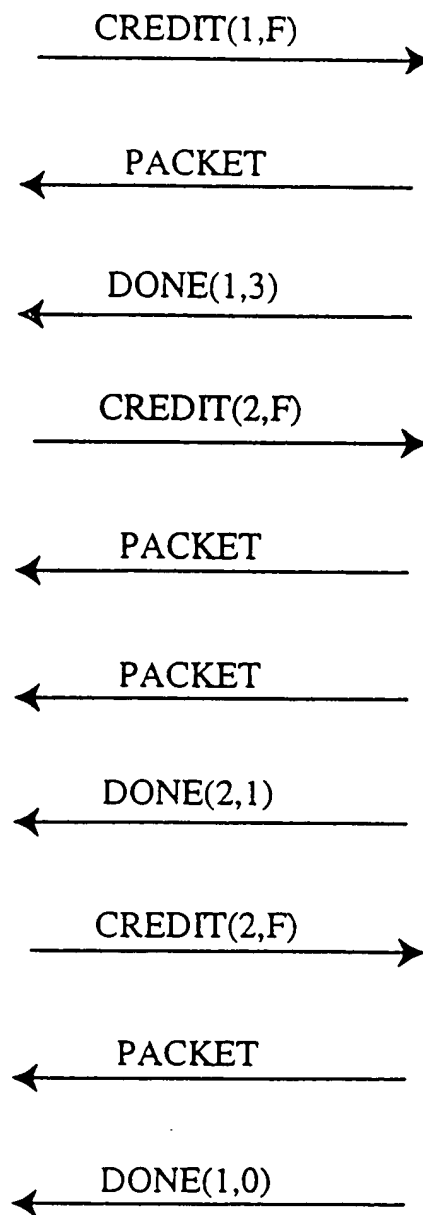 CREDIT(1,F)
PACKET
DONE(1,3)
CREDIT(2,F)
PACKET
PACKET
DONE(2,1)
CREDIT(2,F)
PACKET
DONE(1,0)